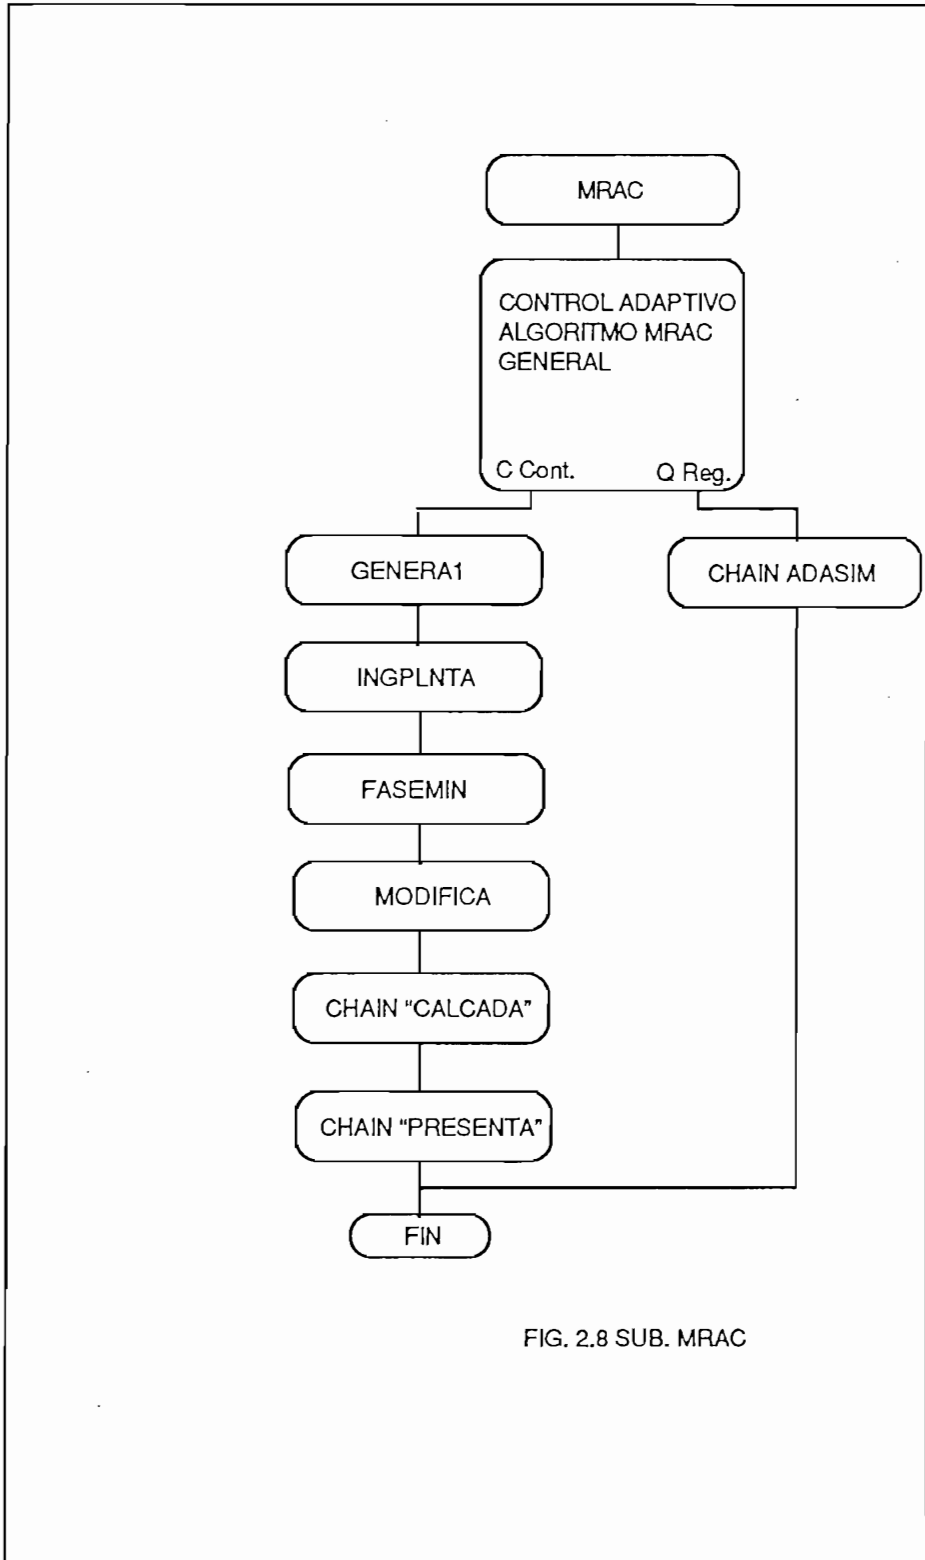 MRAC
CONTROL ADAPTIVO
ALGORITMO MRAC
GENERAL
C Cont.
Q Reg.
GENERA1
CHAIN ADASIM
INGPLNTA
FASEMIN
MODIFICA
CHAIN "CALCADA"
CHAIN "PRESENTA"
FIN
FIG. 2.8 SUB. MRAC